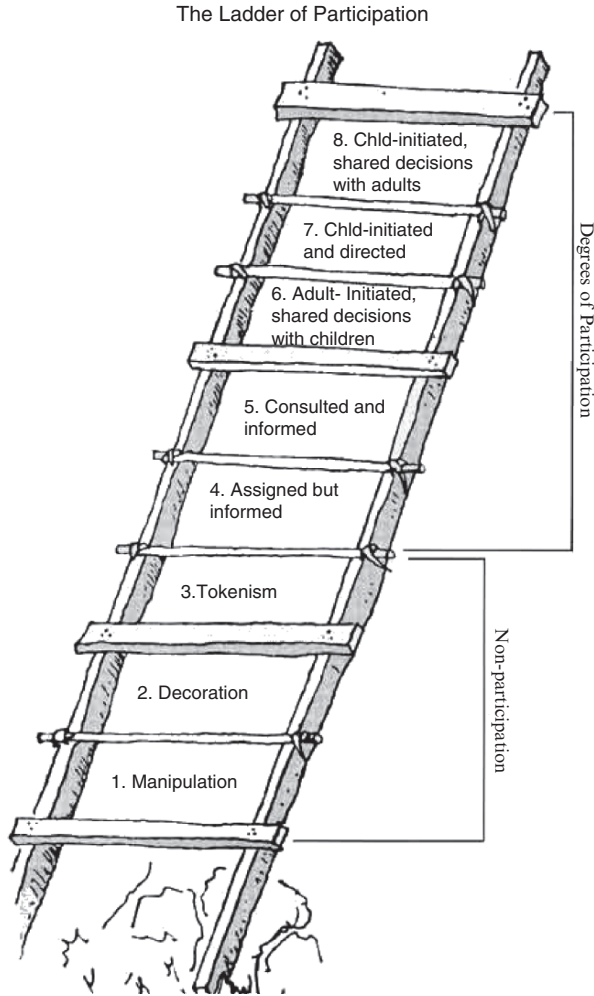 The Ladder of Participation
8. Chld-initiated,
shared decisions
with adults
7. Chld-initiated
and directed
6. Adult- Initiated,
shared decisions
with children
5. Consulted and
informed
4. Assigned but
informed
3.Tokenism
2. Decoration
1. Manipulation
Degrees of Participation
Non-participation